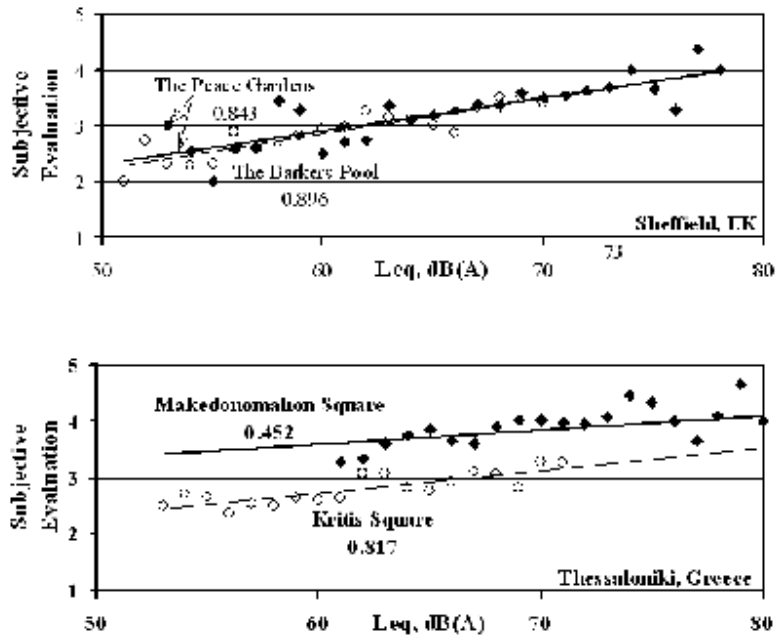 5
4
3
2
1
Subjective
Evaluation
The Peace Gardens
0.843
The Barkers Pool
0.896
Sheffield, UK
50
60
70
73
80
Leq, dB(A)
5
4
3
2
1
Subjective
Evaluation
Makedonomahon Square
0.452
Kritis Square
0.817
Thessaloniki, Greece
50
60
70
80
Leq, dB(A)